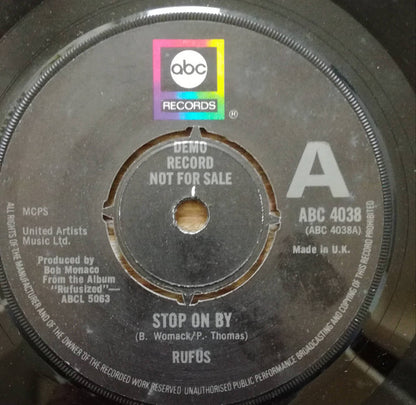 abc
RECORDS
®
DEMO
RECORD
NOT FOR SALE
A
MCPS
United Artists
Music Ltd.
ABC 4038
(ABC 4038A)
Made in U.K.
Produced by
Bob Monaco
From the Album
"Rufusized"—
ABCL 5063
STOP ON BY
(B. Womack/P. Thomas)
RUFUS
ALL RIGHTS OF THE MANUFACTURER AND OF THE OWNER OF THE RECORDED WORK RESERVED UNAUTHORISED PUBLIC PERFORMANCE BROADCASTING AND COPYING OF THIS RECORD PROHIBITED